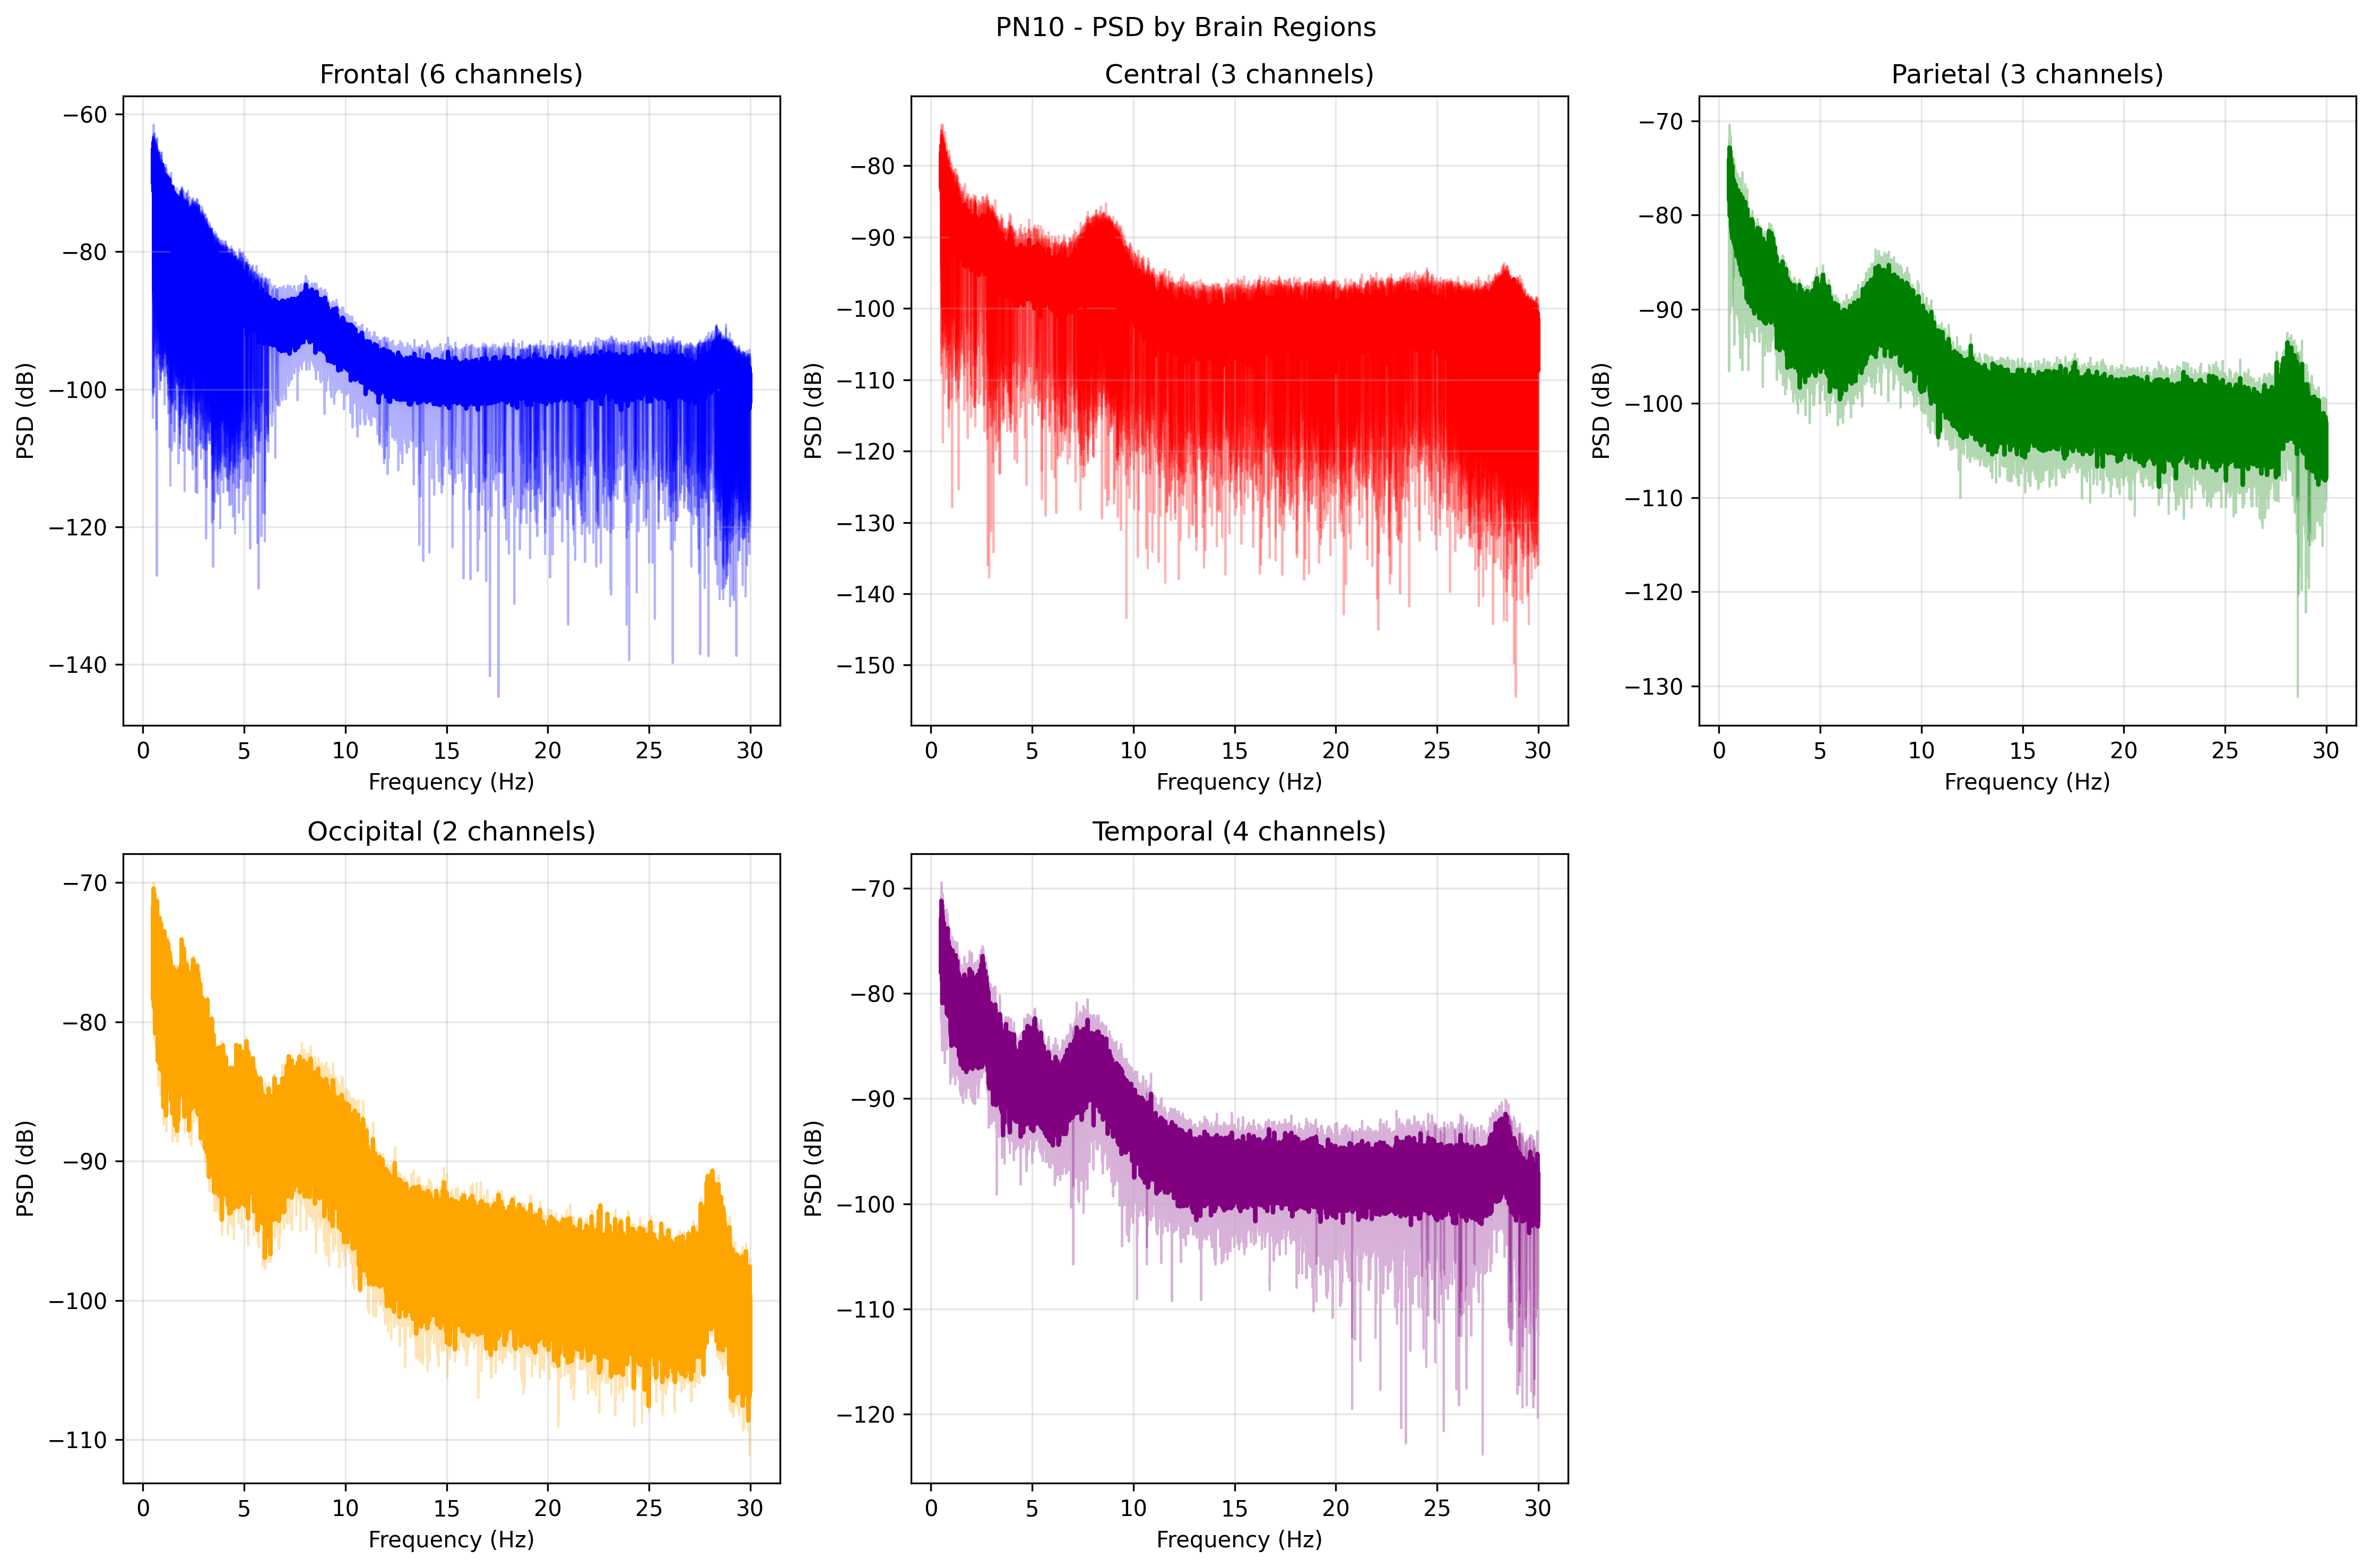 PN10 - PSD by Brain Regions
Frontal (6 channels)
−60
−80
−100
−120
−140
PSD (dB)
0 5 10 15 20 25 30
Frequency (Hz)
Central (3 channels)
−80
−90
−100
−110
−120
−130
−140
−150
PSD (dB)
0 5 10 15 20 25 30
Frequency (Hz)
Parietal (3 channels)
−70
−80
−90
−100
−110
−120
−130
PSD (dB)
0 5 10 15 20 25 30
Frequency (Hz)
Occipital (2 channels)
−70
−80
−90
−100
−110
PSD (dB)
0 5 10 15 20 25 30
Frequency (Hz)
Temporal (4 channels)
−70
−80
−90
−100
−110
−120
PSD (dB)
0 5 10 15 20 25 30
Frequency (Hz)